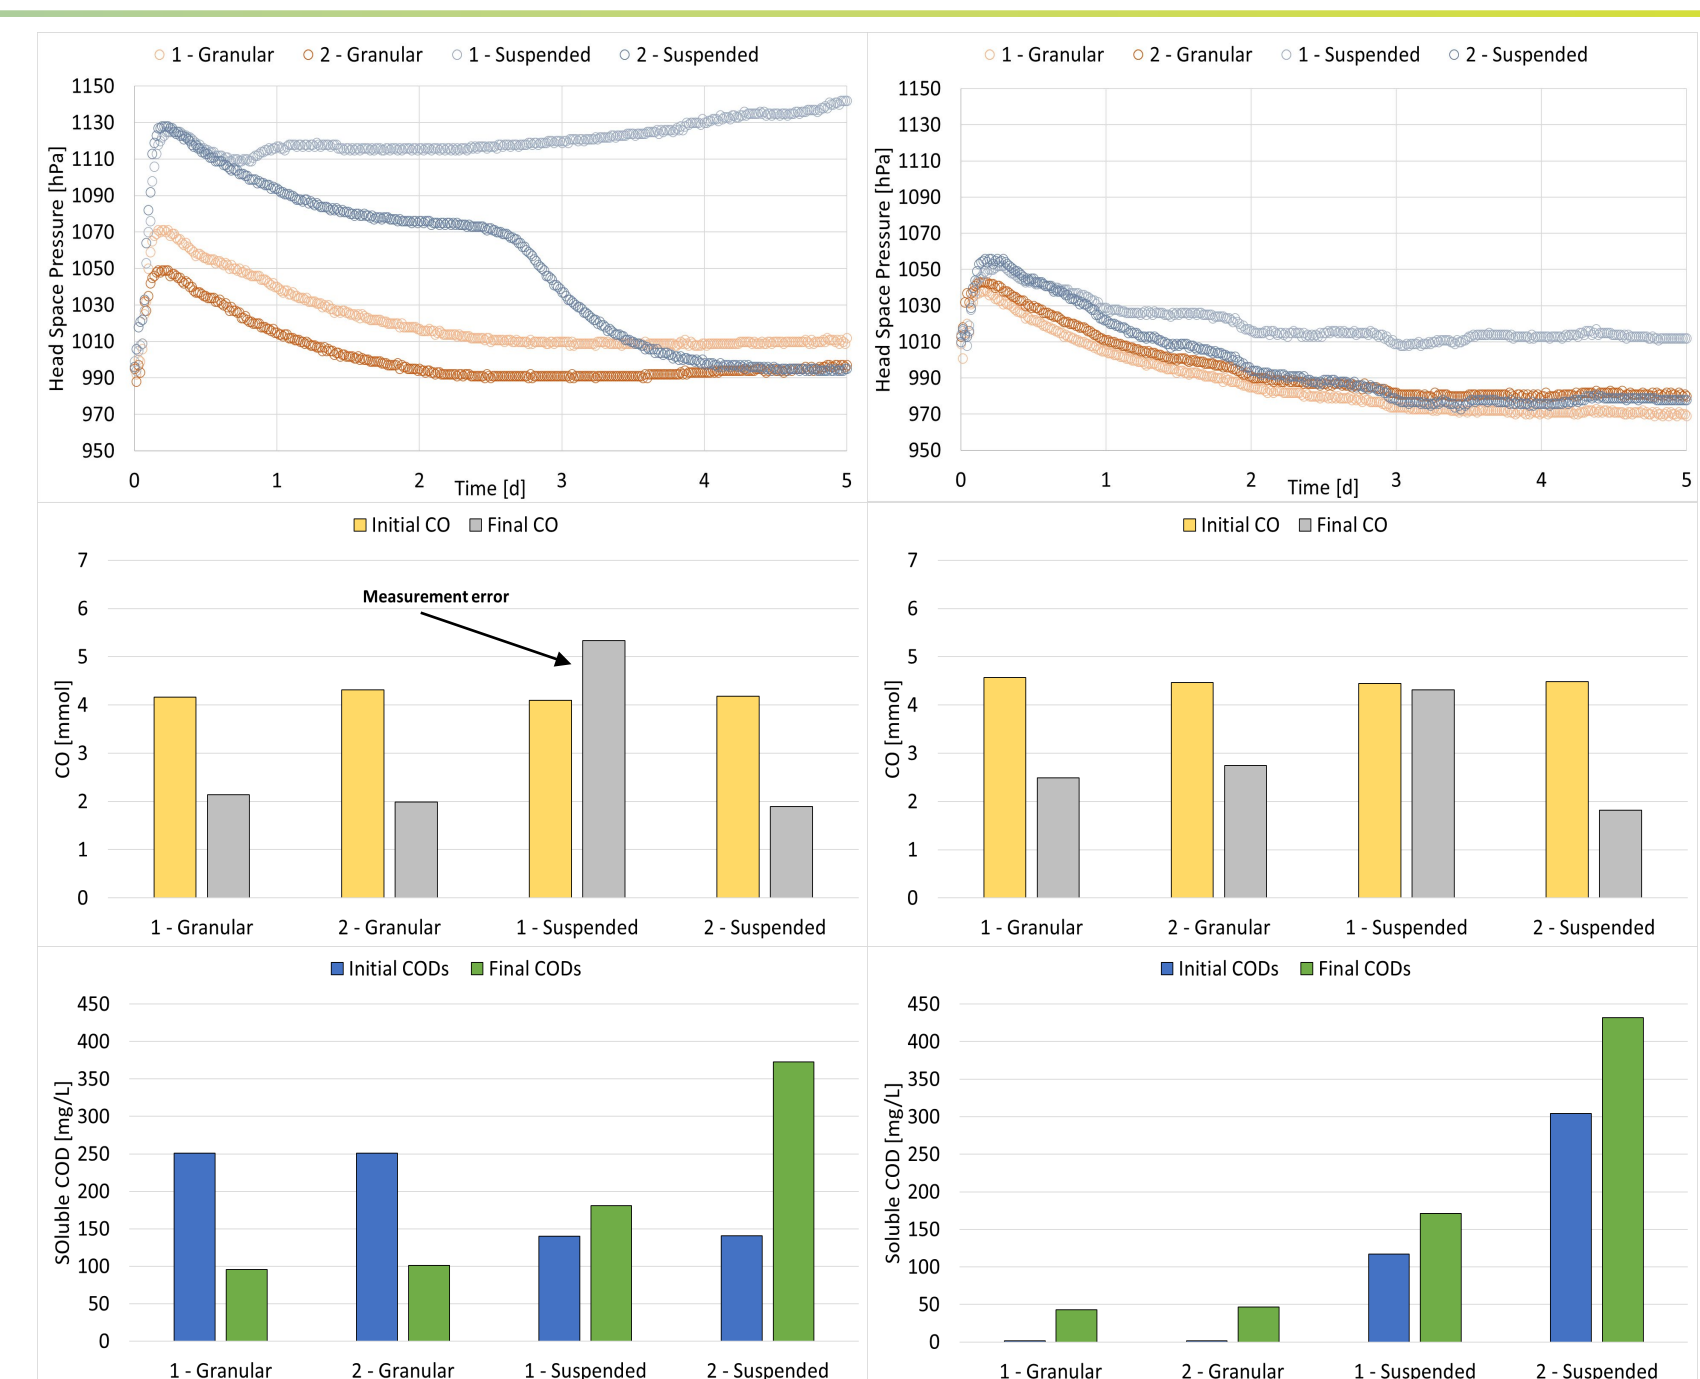 1 - Granular 2 - Granular 1 - Suspended 2 - Suspended
Head Space Pressure [hPa]
1150
1130
1110
1090
1070
1050
1030
1010
990
970
950
0 1 2 3 4 5
Time [d]
1 - Granular 2 - Granular 1 - Suspended 2 - Suspended
Head Space Pressure [hPa]
1150
1130
1110
1090
1070
1050
1030
1010
990
970
950
0 1 2 3 4 5
Time [d]
Initial CO Final CO
CO [mmol]
7
6
5
4
3
2
1
0
Measurement error
1 - Granular 2 - Granular 1 - Suspended 2 - Suspended
Initial CO Final CO
CO [mmol]
7
6
5
4
3
2
1
0
1 - Granular 2 - Granular 1 - Suspended 2 - Suspended
Initial CODs Final CODs
SOluble COD [mg/L]
450
400
350
300
250
200
150
100
50
0
1 - Granular 2 - Granular 1 - Suspended 2 - Suspended
Initial CODs Final CODs
Soluble COD [mg/L]
450
400
350
300
250
200
150
100
50
0
1 - Granular 2 - Granular 1 - Suspended 2 - Suspended